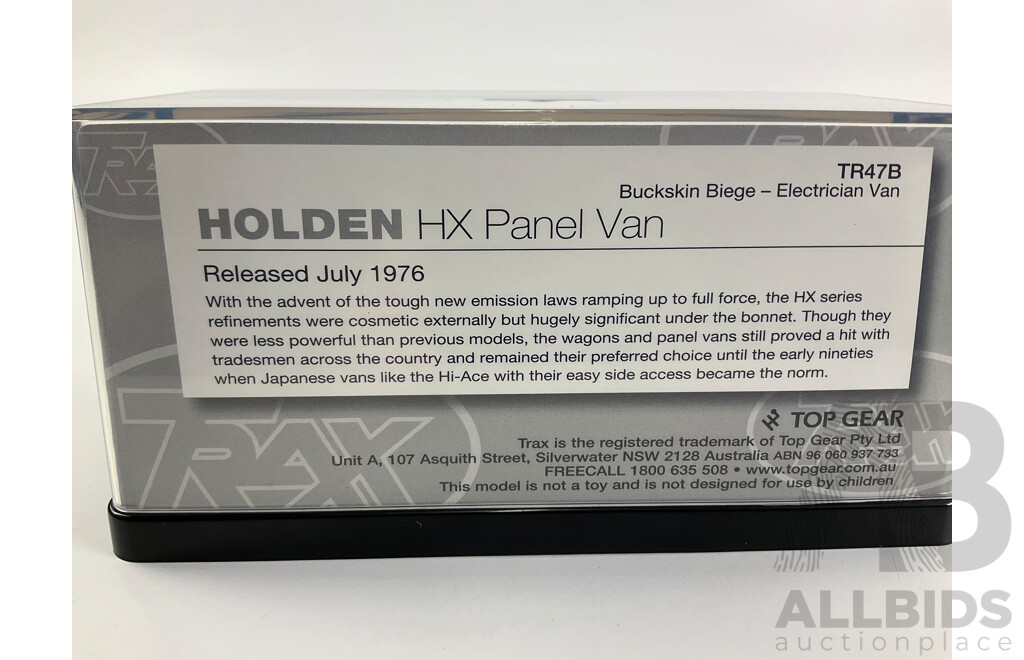 TRAX
TRAX
TR47B
Buckskin Biege – Electrician Van
HOLDEN HX Panel Van
Released July 1976
With the advent of the tough new emission laws ramping up to full force, the HX series
refinements were cosmetic externally but hugely significant under the bonnet. Though they
were less powerful than previous models, the wagons and panel vans still proved a hit with
tradesmen across the country and remained their preferred choice until the early nineties
when Japanese vans like the Hi-Ace with their easy side access became the norm.
TRAX
TRAX
TOP GEAR
Trax is the registered trademark of Top Gear Pty Ltd
Unit A, 107 Asquith Street, Silverwater NSW 2128 Australia ABN 96 060 937 733
FREECALL 1800 635 508 • www.topgear.com.au
This model is not a toy and is not designed for use by children
AB
ALLBIDS
auctionplace